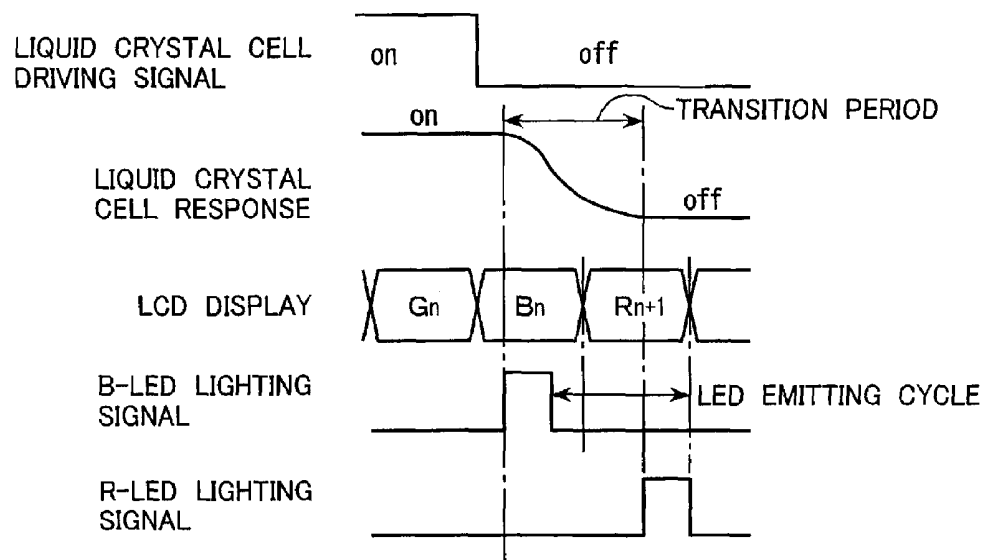 LIQUID CRYSTAL CELL
DRIVING SIGNAL
on
off
TRANSITION PERIOD
on
LIQUID CRYSTAL
CELL RESPONSE
off
LCD DISPLAY
Gn
Bn
Rn+1
B-LED LIGHTING
SIGNAL
LED EMITTING CYCLE
R-LED LIGHTING
SIGNAL